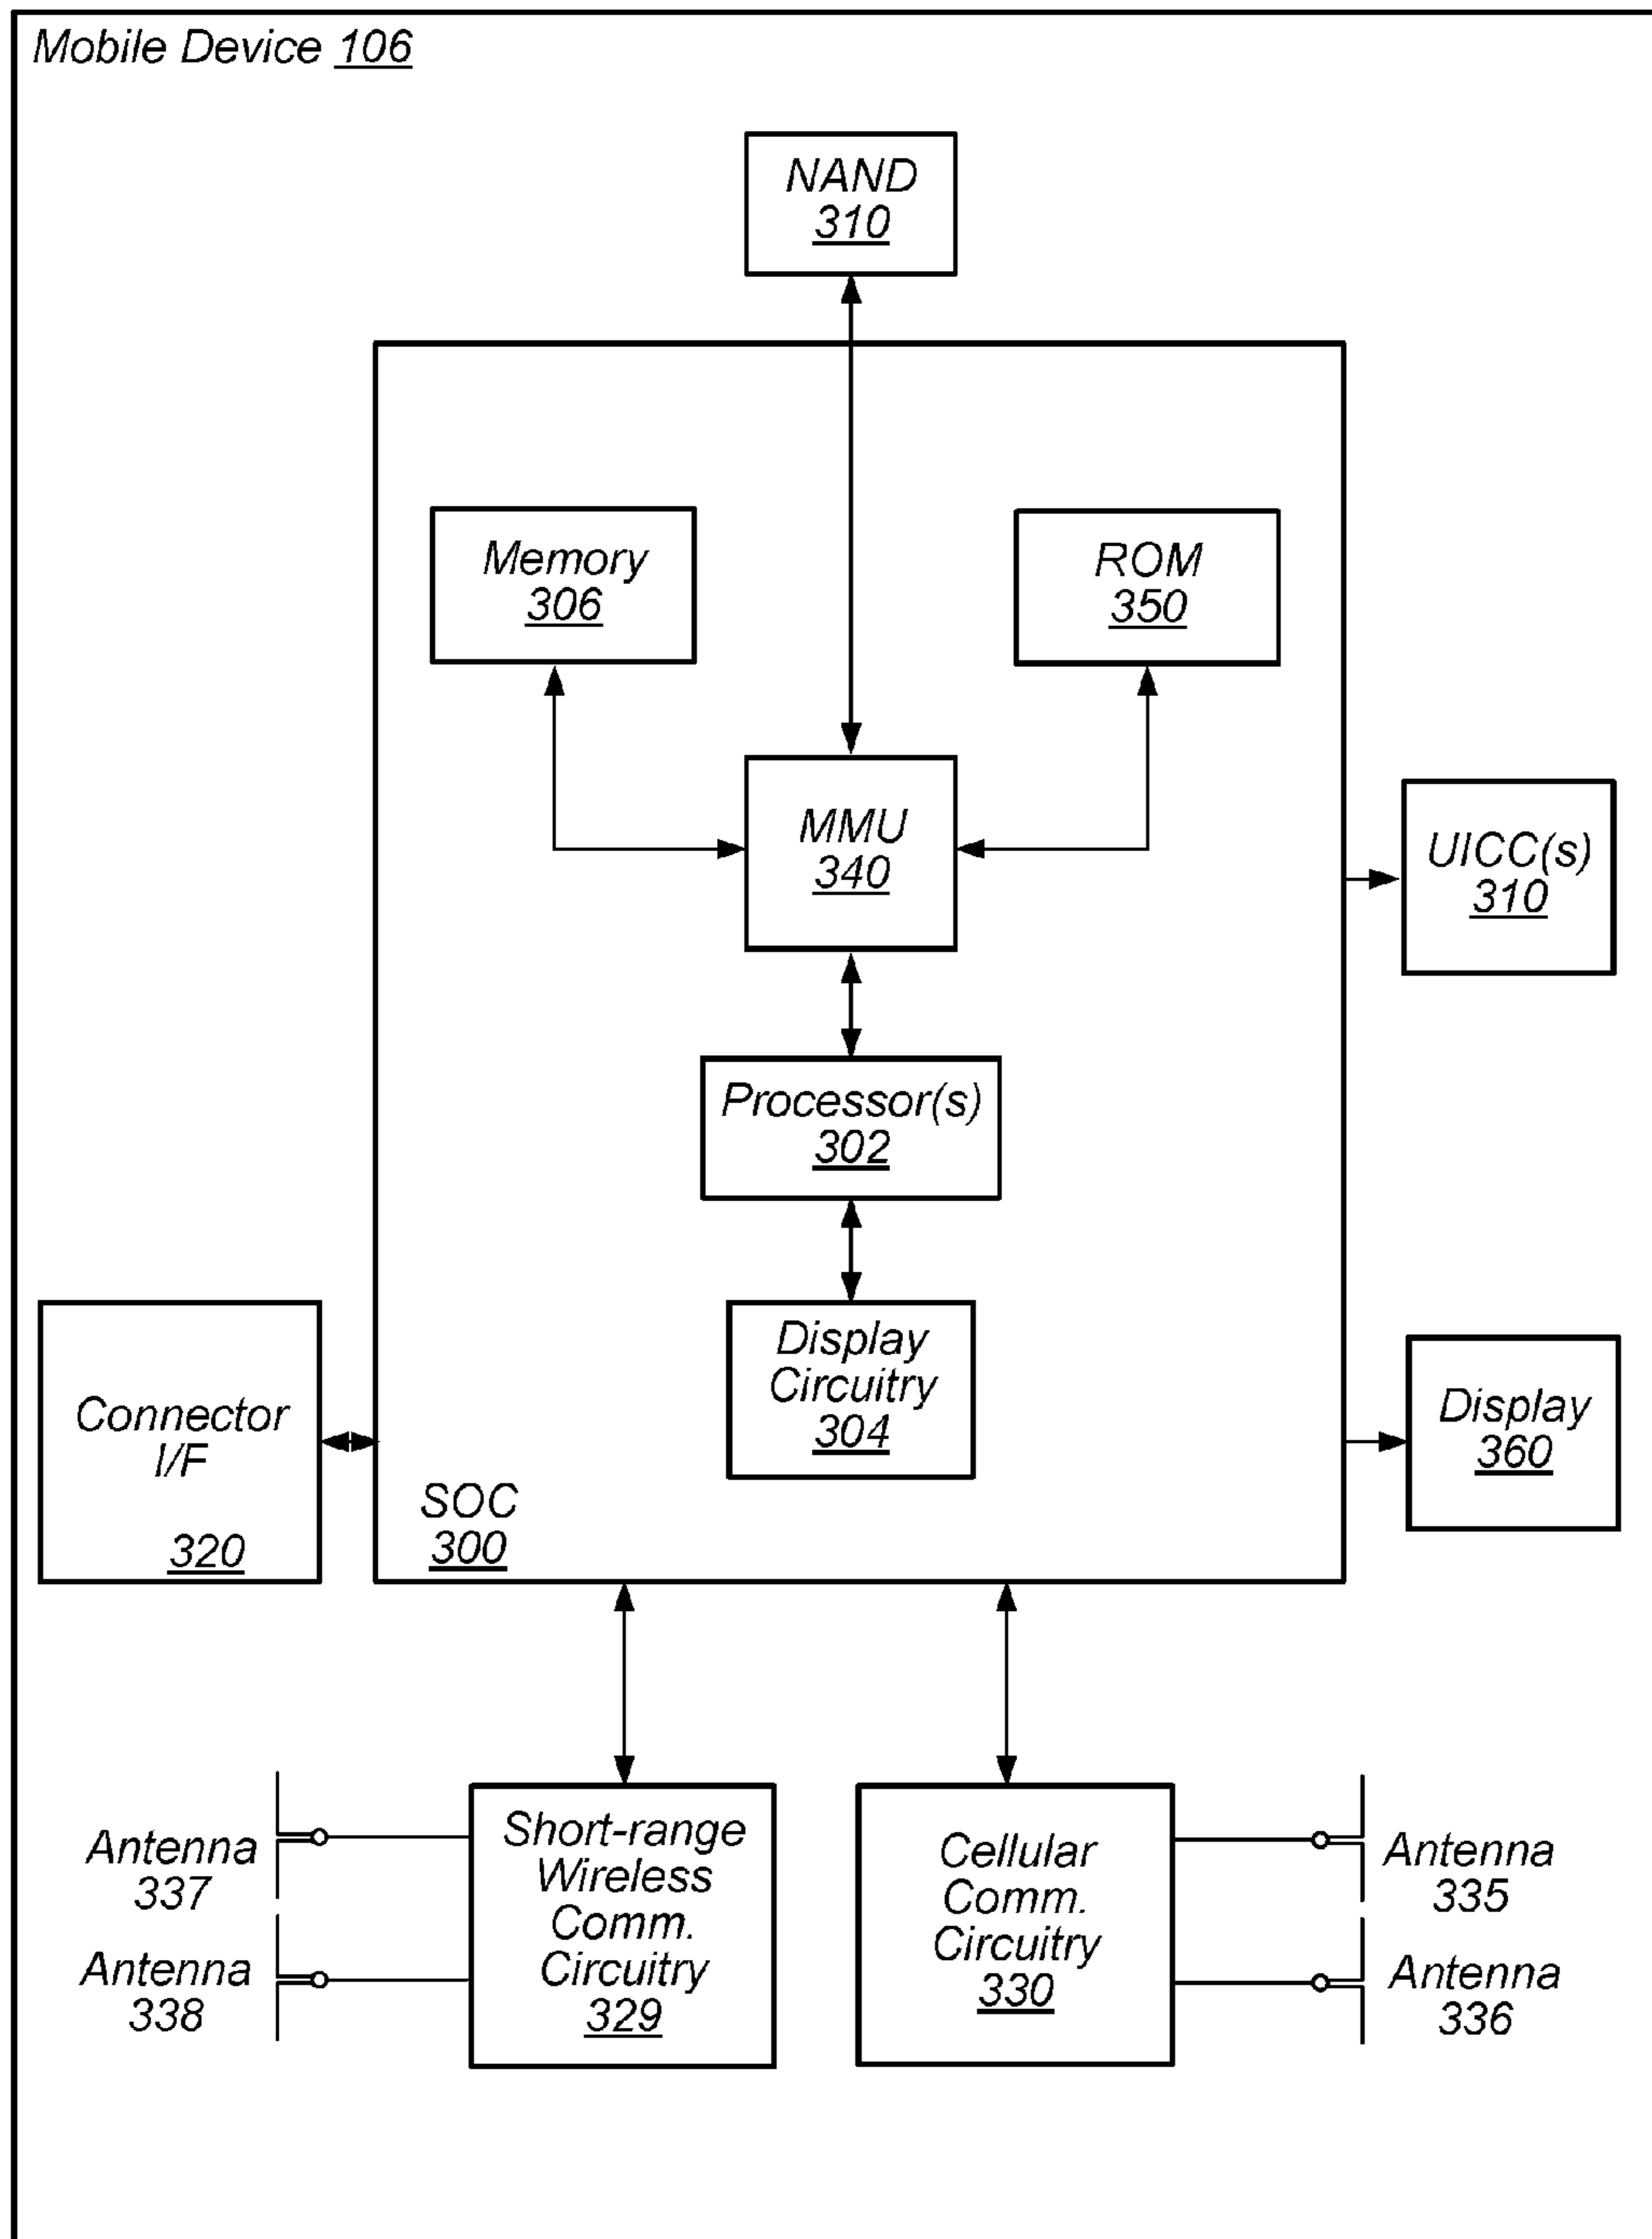 Mobile Device 106
NAND
310
Memory
306
ROM
350
MMU
340
UICC(s)
310
Processor(s)
302
Display
Circuitry
304
Connector
I/F
320
Display
360
SOC
300
Antenna
337
Antenna
338
Short-range
Wireless
Comm.
Circuitry
329
Cellular
Comm.
Circuitry
330
Antenna
335
Antenna
336